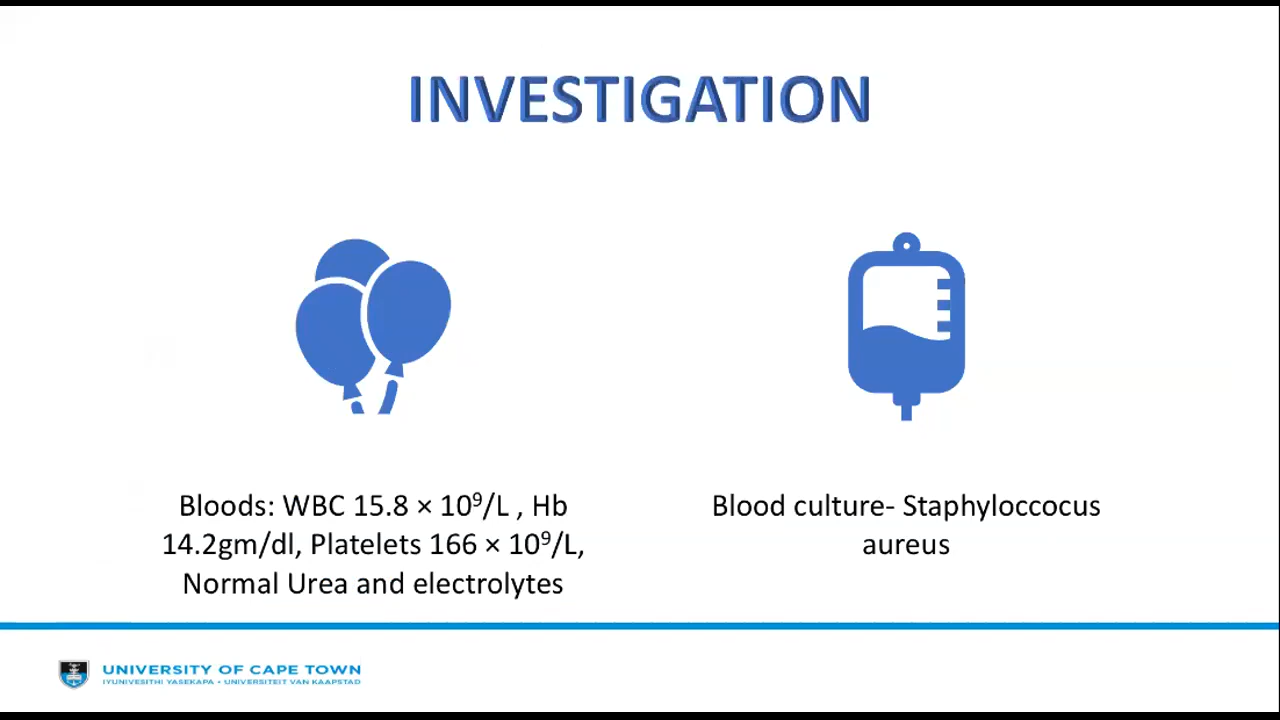 INVESTIGATION
Bloods: WBC 15.8 × 10⁹/L , Hb
14.2gm/dl, Platelets 166 × 10⁹/L,
Normal Urea and electrolytes
Blood culture- Staphyloccocus
aureus
UNIVERSITY OF CAPE TOWN
IYUNIVESITHI YASEKAPA • UNIVERSITEIT VAN KAAPSTAD